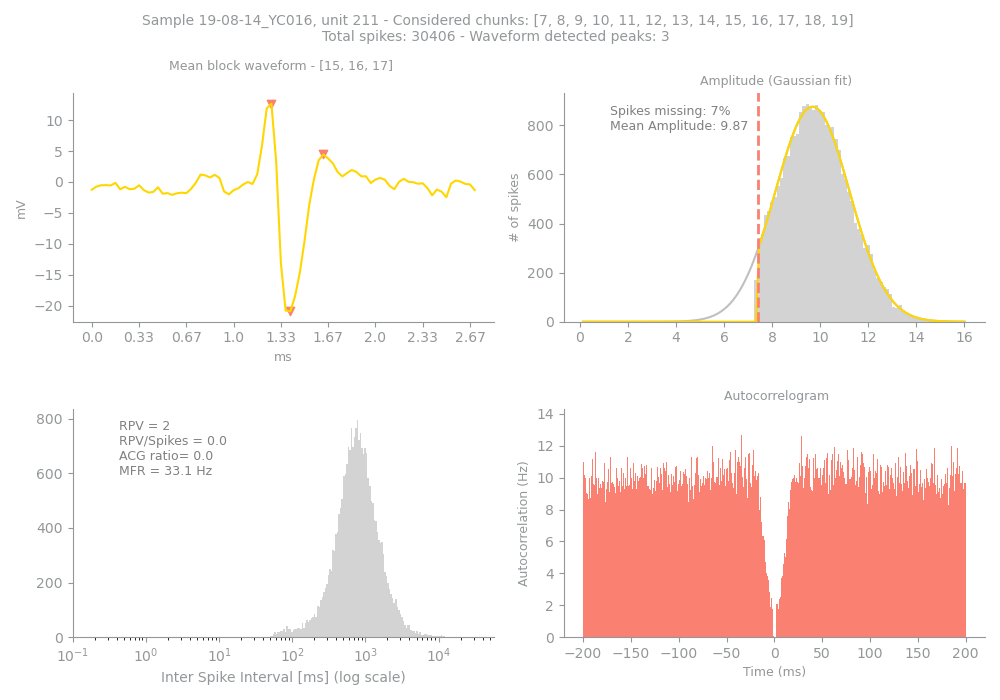 Sample 19-08-14_YC016, unit 211 - Considered chunks: [7, 8, 9, 10, 11, 12, 13, 14, 15, 16, 17, 18, 19]
Total spikes: 30406 - Waveform detected peaks: 3
Mean block waveform - [15, 16, 17]
10
5
0
−5
−10
−15
−20
mV
0.0 0.33 0.67 1.0 1.33 1.67 2.0 2.33 2.67
ms
Amplitude (Gaussian fit)
Spikes missing: 7%
Mean Amplitude: 9.87
800
600
400
200
0
# of spikes
0 2 4 6 8 10 12 14 16
RPV = 2
RPV/Spikes = 0.0
ACG ratio= 0.0
MFR = 33.1 Hz
800
600
400
200
0
10⁻¹ 10⁰ 10¹ 10² 10³ 10⁴
Inter Spike Interval [ms] (log scale)
Autocorrelogram
14
12
10
8
6
4
2
0
Autocorrelation (Hz)
−200 −150 −100 −50 0 50 100 150 200
Time (ms)